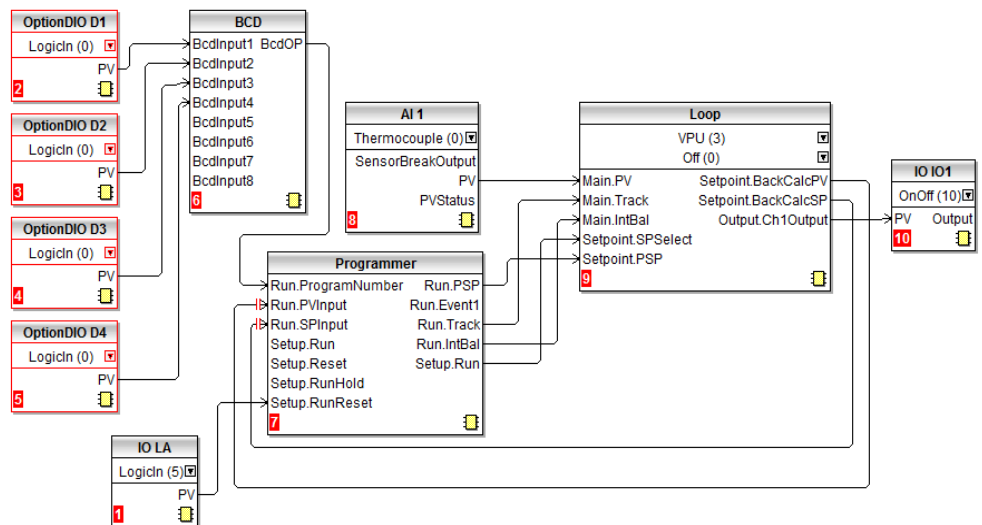 OptionDIO D1
LogicIn (0)
PV
2
OptionDIO D2
LogicIn (0)
PV
3
OptionDIO D3
LogicIn (0)
PV
4
OptionDIO D4
LogicIn (0)
PV
5
IO LA
LogicIn (5)
PV
1
BCD
BcdInput1 BcdOP
BcdInput2
BcdInput3
BcdInput4
BcdInput5
BcdInput6
BcdInput7
BcdInput8
6
AI 1
Thermocouple (0)
SensorBreakOutput
PV
PVStatus
8
Programmer
Run.ProgramNumber Run.PSP
Run.PVInput Run.Event1
Run.SPInput Run.Track
Setup.Run Run.IntBal
Setup.Reset Setup.Run
Setup.RunHold
Setup.RunReset
7
Loop
VPU (3)
Off (0)
Main.PV Setpoint.BackCalcPV
Main.Track Setpoint.BackCalcSP
Main.IntBal Output.Ch1Output
Setpoint.SPSelect
Setpoint.PSP
9
IO IO1
OnOff (10)
PV Output
10